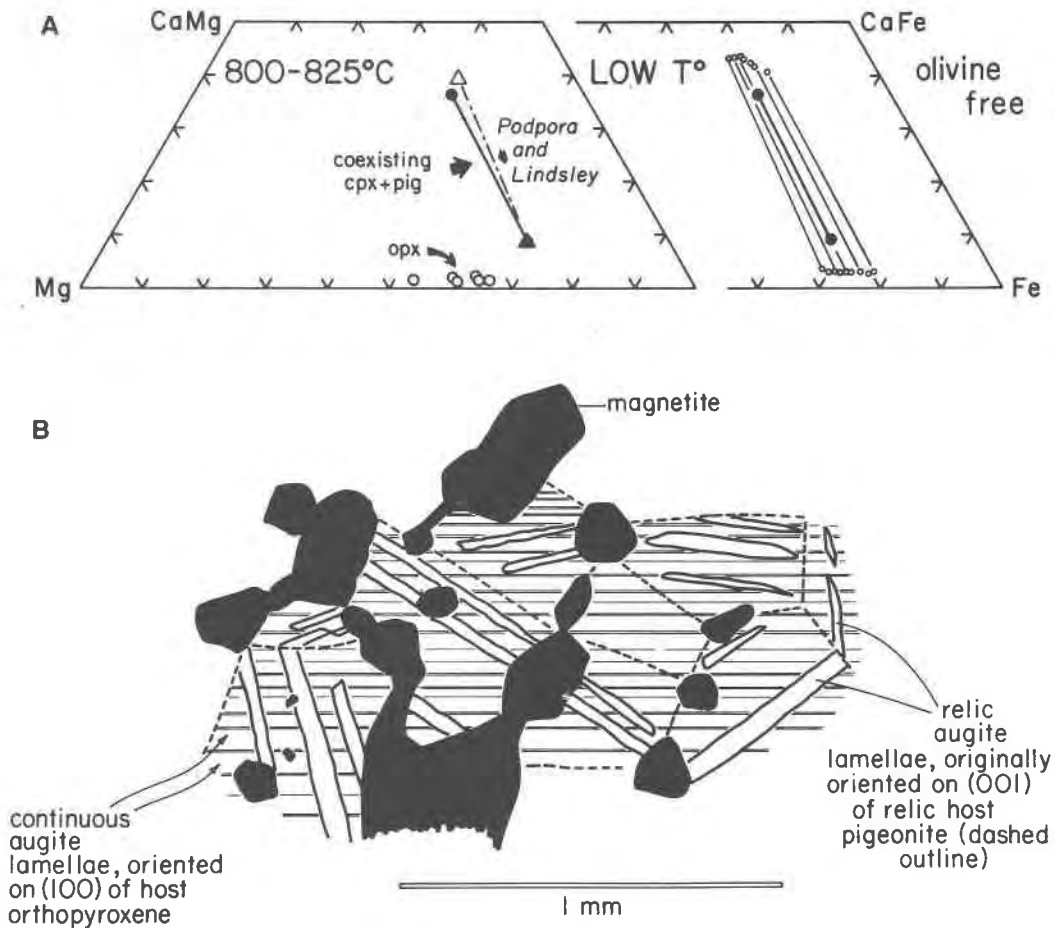 A
CaMg
CaFe
800-825°C
LOW T°
olivine
free
Podpora
and
Lindsley
coexisting
cpx+pig
opx
Mg
Fe
B
magnetite
relic
augite
lamellae, originally
oriented on (001)
of relic host
pigeonite (dashed
outline)
continuous
augite
lamellae, oriented
on (100) of host
orthopyroxene
1 mm